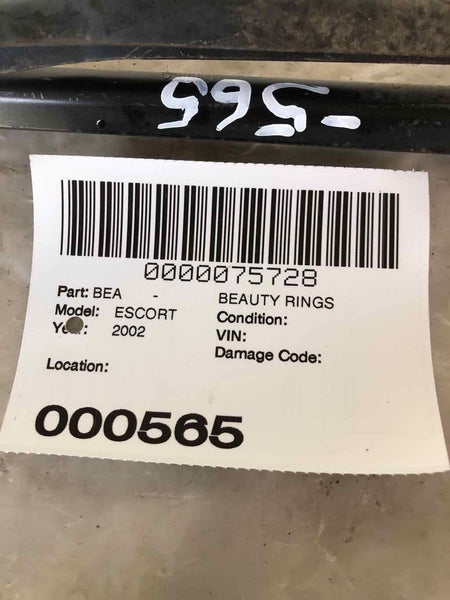 -565
0000075728
Part: BEA - BEAUTY RINGS
Model: ESCORT Condition:
Year: 2002 VIN:
Damage Code:
Location:
000565